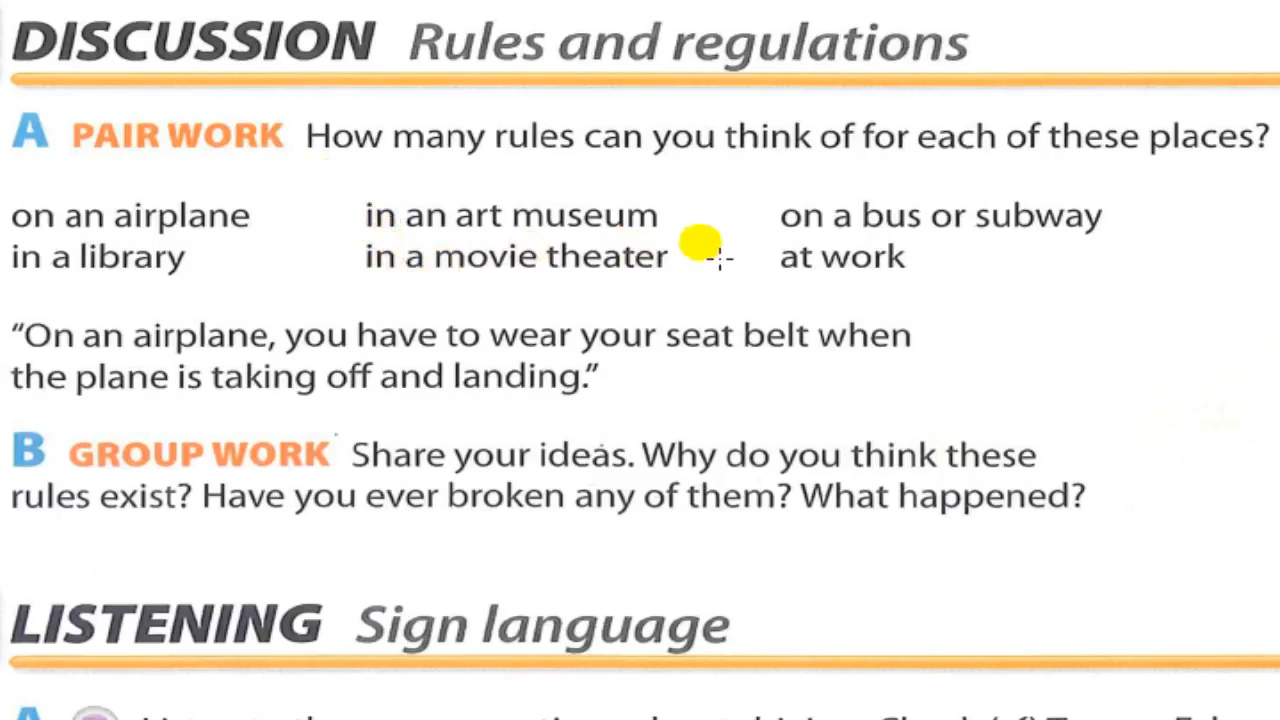 DISCUSSION Rules and regulations
A PAIR WORK How many rules can you think of for each of these places?
on an airplane in an art museum on a bus or subway
in a library in a movie theater at work
“On an airplane, you have to wear your seat belt when
the plane is taking off and landing.”
B GROUP WORK Share your ideas. Why do you think these
rules exist? Have you ever broken any of them? What happened?
LISTENING Sign language